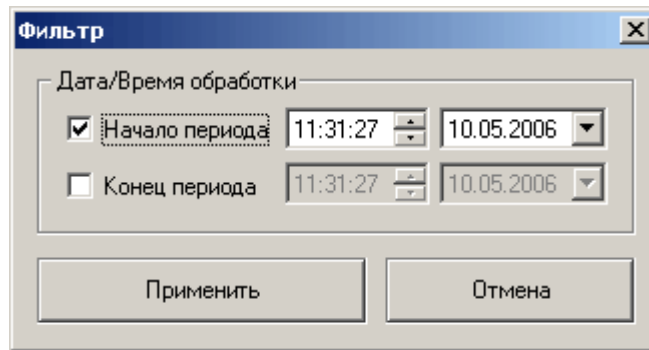 Фильтр
Дата/Время обработки
Начало периода 11:31:27 10.05.2006
Конец периода 11:31:27 10.05.2006
Применить Отмена